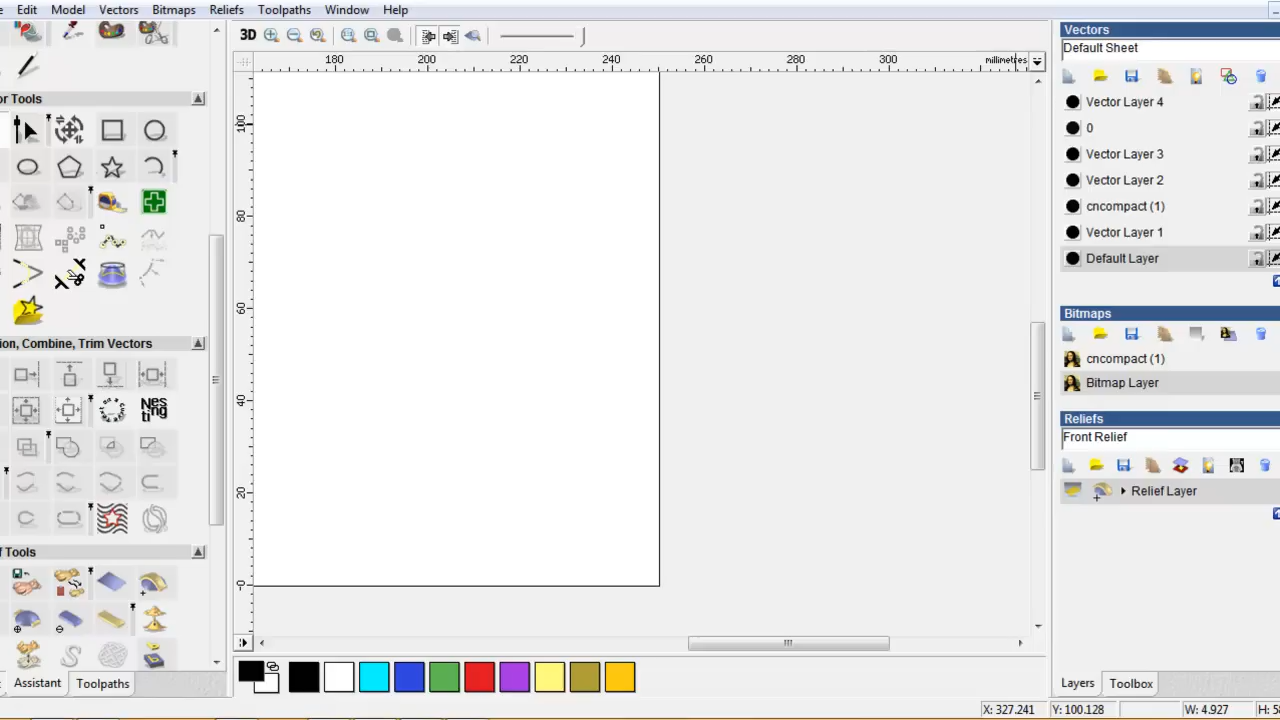 Edit Model Vectors Bitmaps Reliefs Toolpaths Window Help
3D
180 200 220 240 260 280 300 millimetres
100
80
60
40
20
-0
or Tools
ion, Combine, Trim Vectors
Nes
ting
f Tools
Assistant Toolpaths
Vectors
Default Sheet
Vector Layer 4
0
Vector Layer 3
Vector Layer 2
cncompact (1)
Vector Layer 1
Default Layer
Bitmaps
cncompact (1)
Bitmap Layer
Reliefs
Front Relief
Relief Layer
Layers Toolbox
X: 327.241 Y: 100.128 W: 4.927